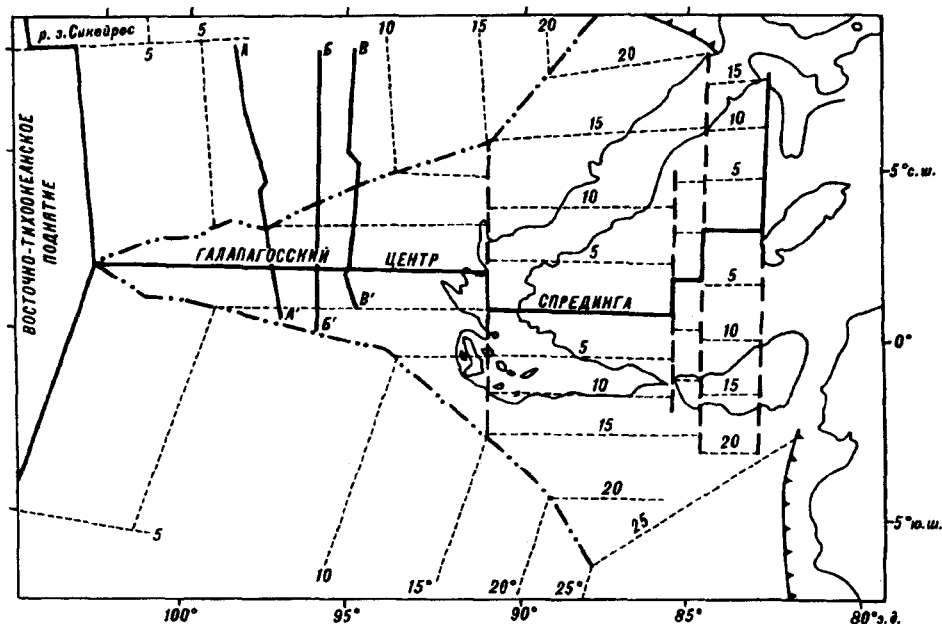 р. з. Сикейрос
5
5
5
А
Б
В
10
15
20
20
15
15
10
5° с.ш.
5
10
5
ВОСТОЧНО-ТИХООКЕАНСКОЕ
ПОДНЯТИЕ
ГАЛАПАГОССКИЙ
ЦЕНТР
СПРЕДИНГА
А'
Б'
В'
5
5
10
0°
10
15
15
20
20
25
5° ю.ш.
5
10
15°
20°
25°
100°
95°
90°
85°
80° з.д.